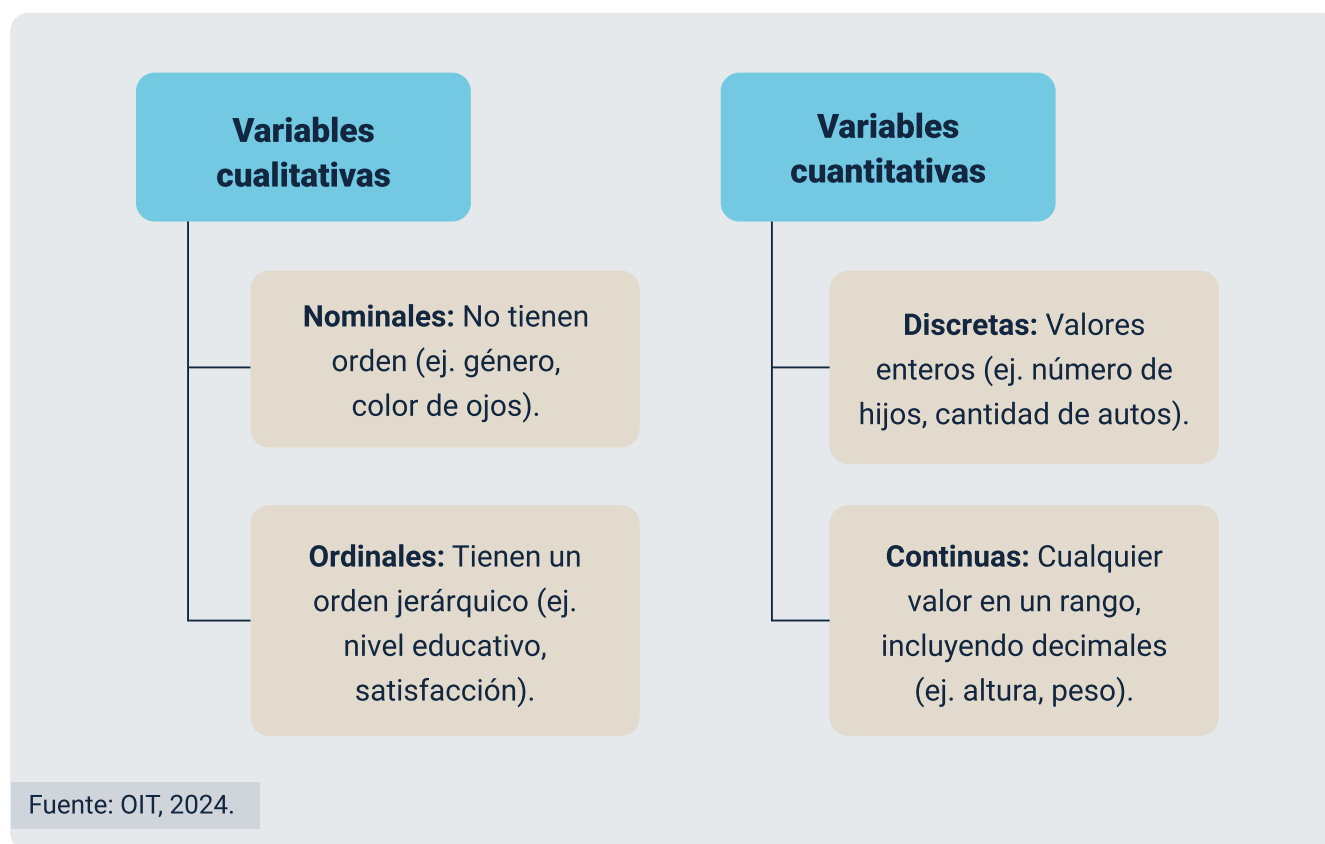 Variables
cualitativas
Nominales: No tienen
orden (ej. género,
color de ojos).
Ordinales: Tienen un
orden jerárquico (ej.
nivel educativo,
satisfacción).
Variables
cuantitativas
Discretas: Valores
enteros (ej. número de
hijos, cantidad de autos).
Continuas: Cualquier
valor en un rango,
incluyendo decimales
(ej. altura, peso).
Fuente: OIT, 2024.